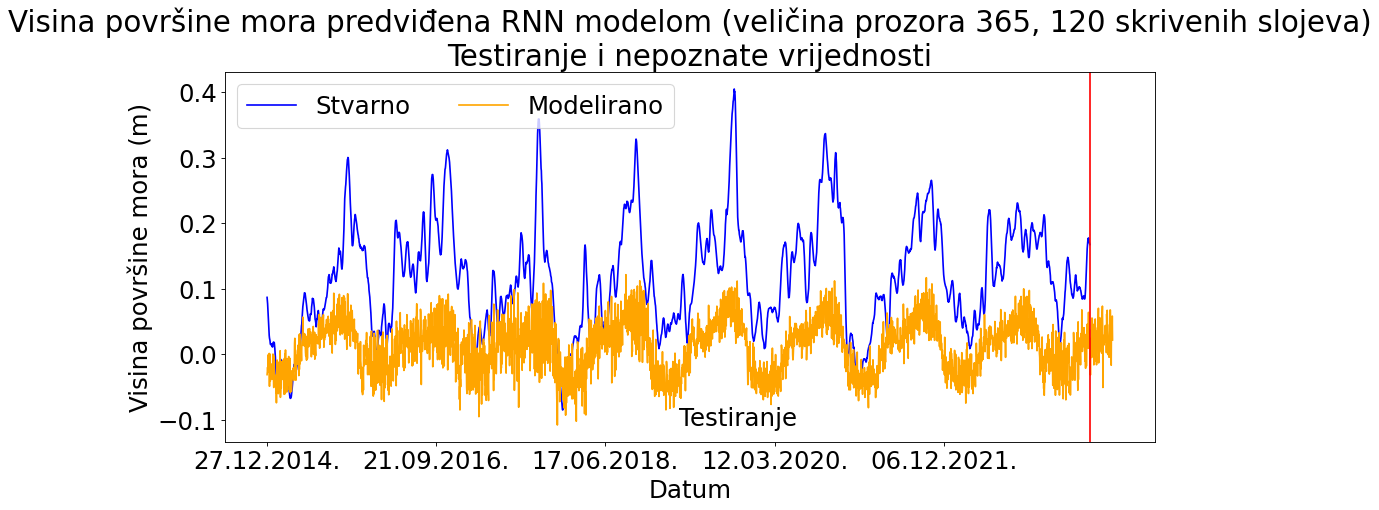 Visina površine mora predviđena RNN modelom (veličina prozora 365, 120 skrivenih slojeva)
Testiranje i nepoznate vrijednosti
Stvarno
Modelirano
Visina površine mora (m)
0.4
0.3
0.2
0.1
0.0
−0.1
Testiranje
27.12.2014.
21.09.2016.
17.06.2018.
12.03.2020.
06.12.2021.
Datum